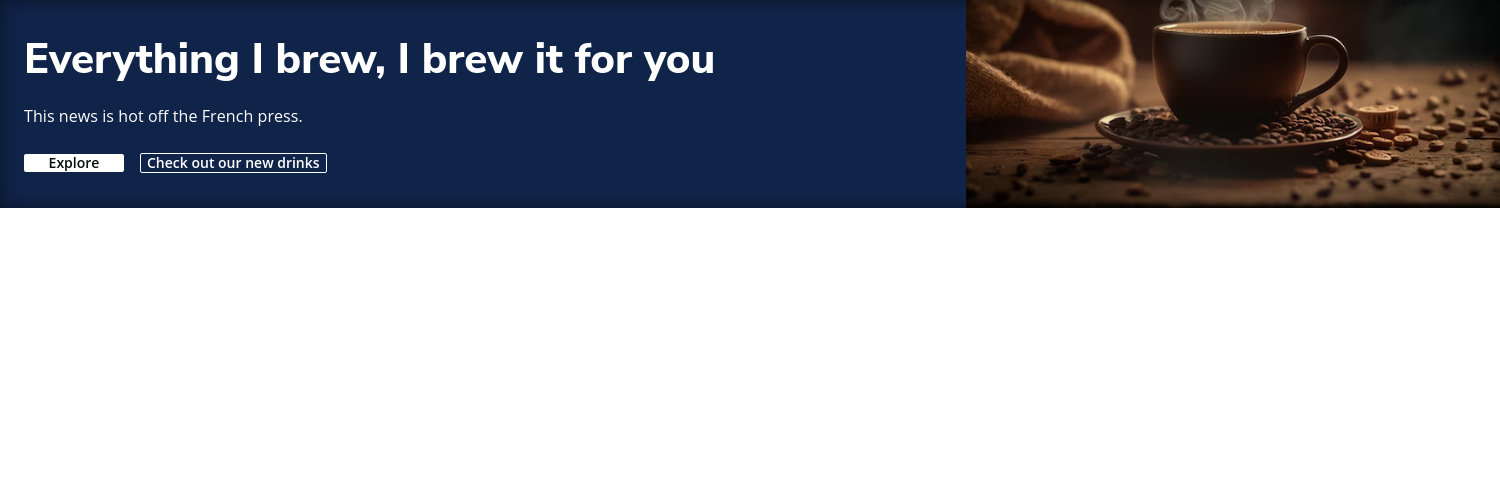 Everything I brew, I brew it for you
This news is hot off the French press.
Explore
Check out our new drinks